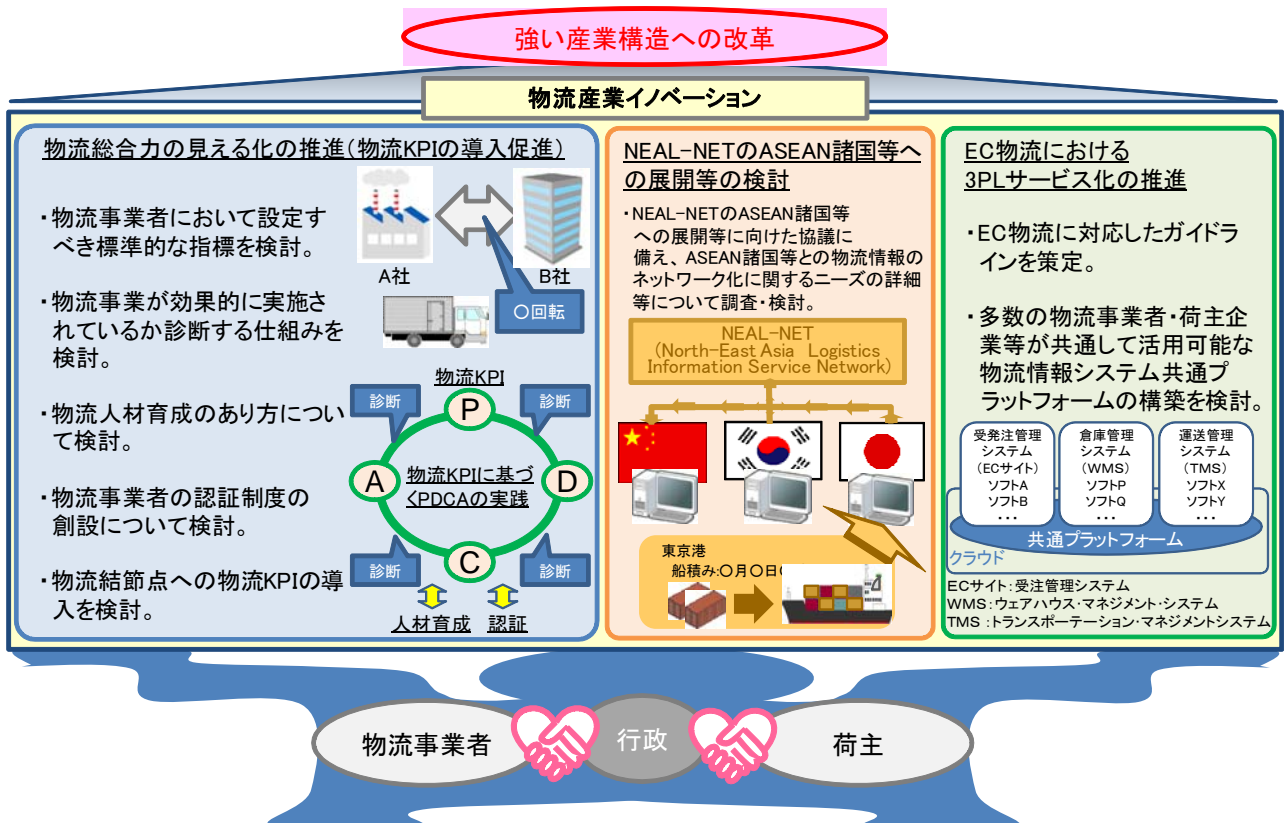 強い産業構造への改革
物流産業イノベーション
物流総合力の見える化の推進(物流KPIの導入促進)
・物流事業者において設定す
べき標準的な指標を検討。
・物流事業が効果的に実施さ
れているか診断する仕組みを
検討。
・物流人材育成のあり方につい
て検討。
・物流事業者の認証制度の
創設について検討。
・物流結節点への物流KPIの導
入を検討。
A社
B社
〇回転
物流KPI
診断
診断
P
A
物流KPIに基づ
くPDCAの実践
D
C
診断
診断
人材育成
認証
NEAL-NETのASEAN諸国等へ
の展開等の検討
・NEAL-NETのASEAN諸国等
への展開等に向けた協議に
備え、ASEAN諸国等との物流情報の
ネットワーク化に関するニーズの詳細
等について調査・検討。
NEAL-NET
(North-East Asia Logistics
Information Service Network)
東京港
船積み:〇月〇日
EC物流における
3PLサービス化の推進
・EC物流に対応したガイドラ
インを策定。
・多数の物流事業者・荷主企
業等が共通して活用可能な
物流情報システム共通プ
ラットフォームの構築を検討。
受発注管理
システム
(ECサイト)
ソフトA
ソフトB
・・・
倉庫管理
システム
(WMS)
ソフトP
ソフトQ
・・・
運送管理
システム
(TMS)
ソフトX
ソフトY
・・・
共通プラットフォーム
クラウド
ECサイト:受注管理システム
WMS:ウェアハウス・マネジメント・システム
TMS :トランスポーテーション・マネジメントシステム
物流事業者
行政
荷主